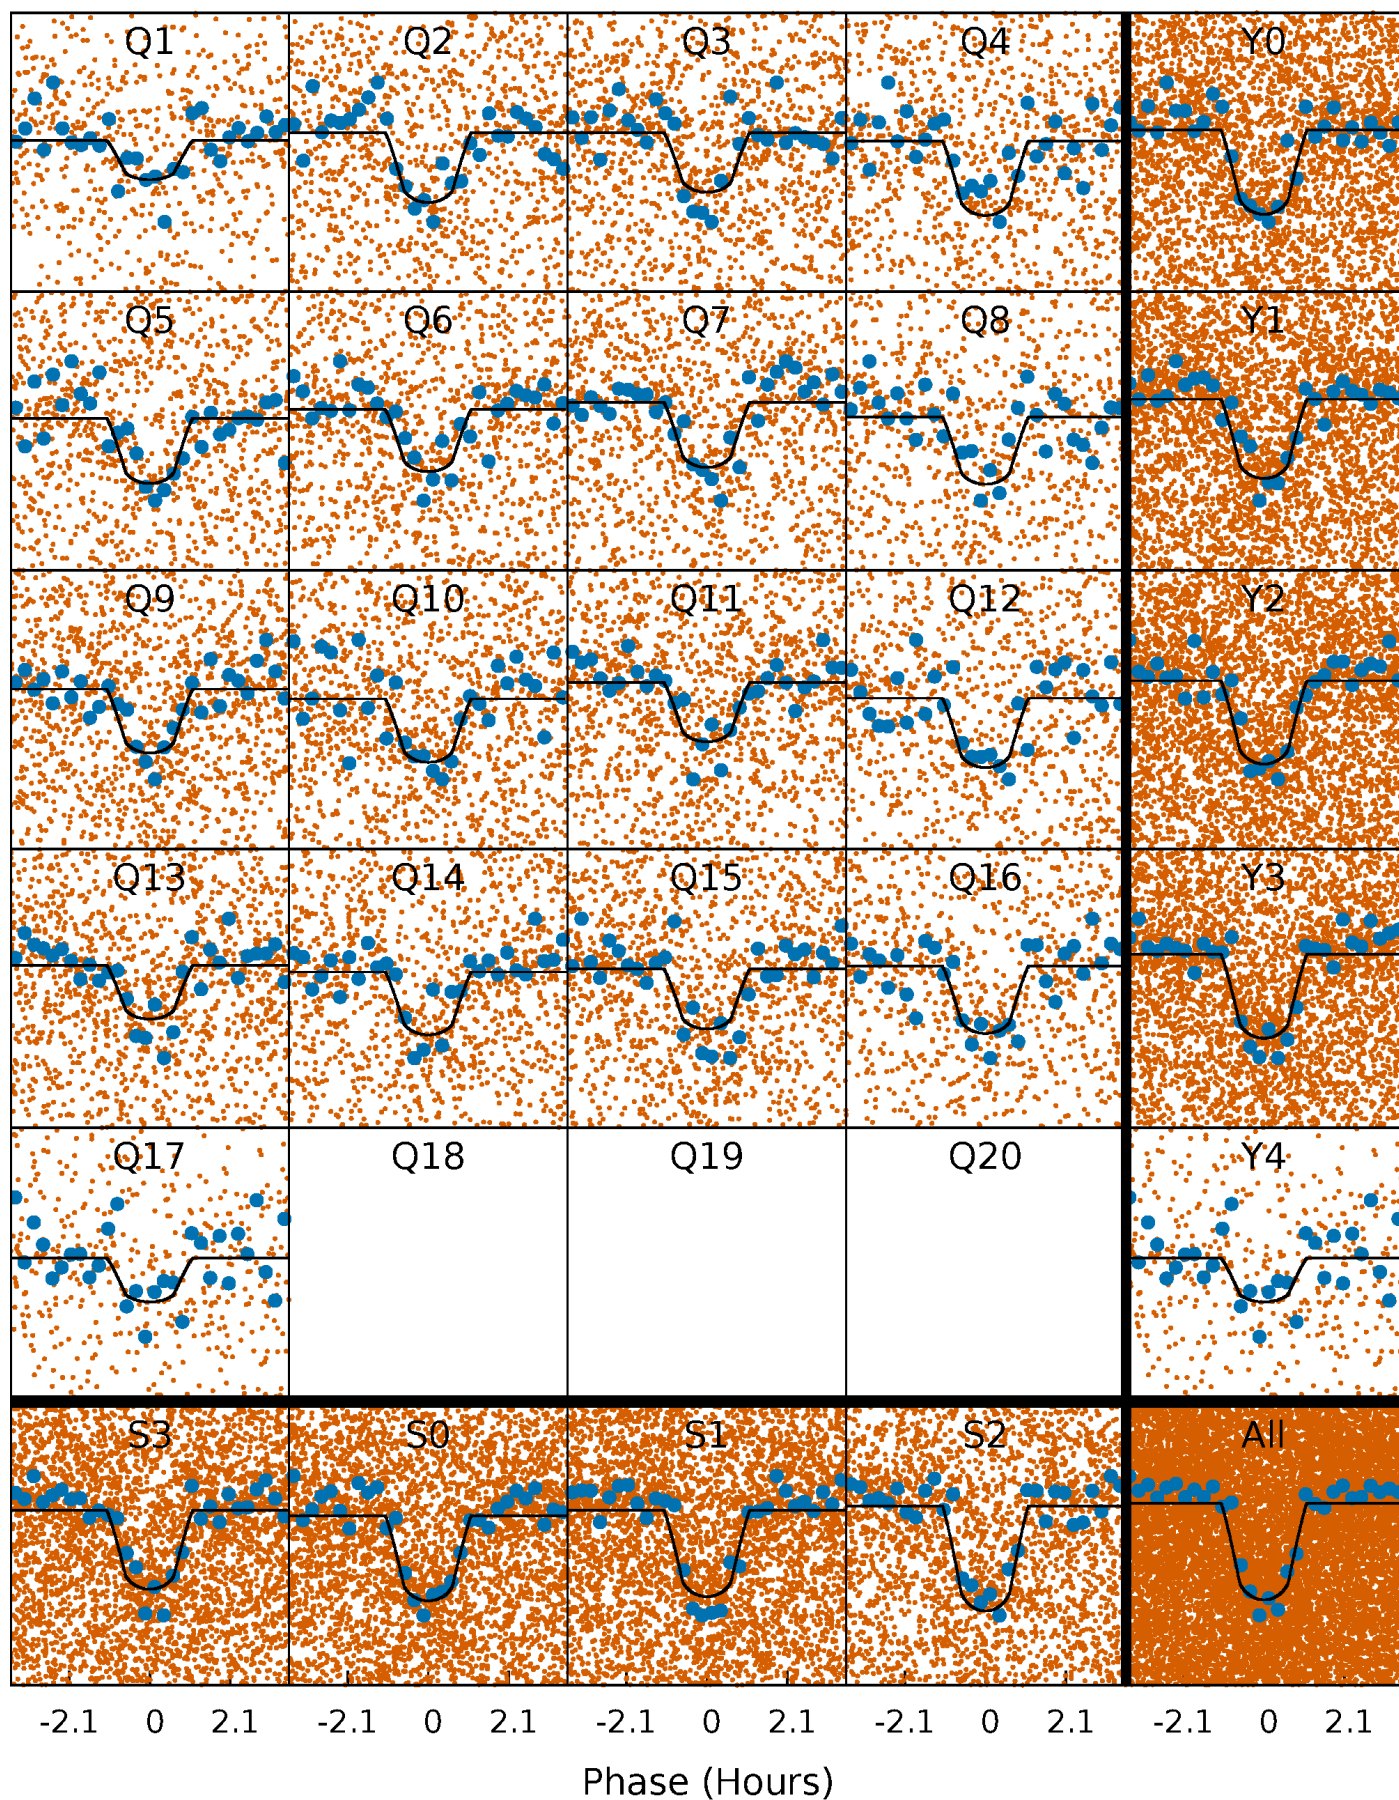 Q1 Q2 Q3 Q4 Y0
Q5 Q6 Q7 Q8 Y1
Q9 Q10 Q11 Q12 Y2
Q13 Q14 Q15 Q16 Y3
Q17 Q18 Q19 Q20 Y4
S3 S0 S1 S2 All
-2.1 0 2.1 -2.1 0 2.1 -2.1 0 2.1 -2.1 0 2.1 -2.1 0 2.1
Phase (Hours)